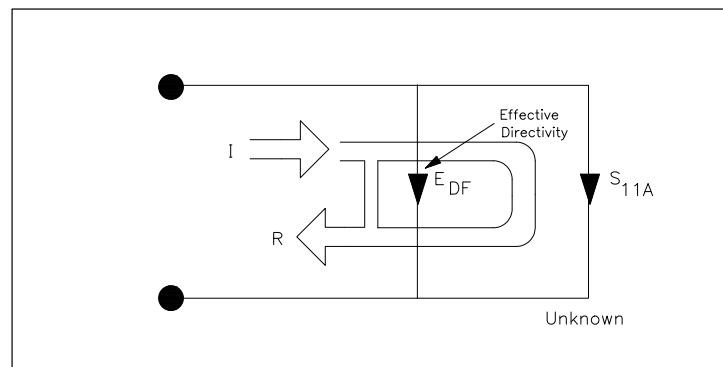 Effective
Directivity
I
E DF
S 11A
R
Unknown